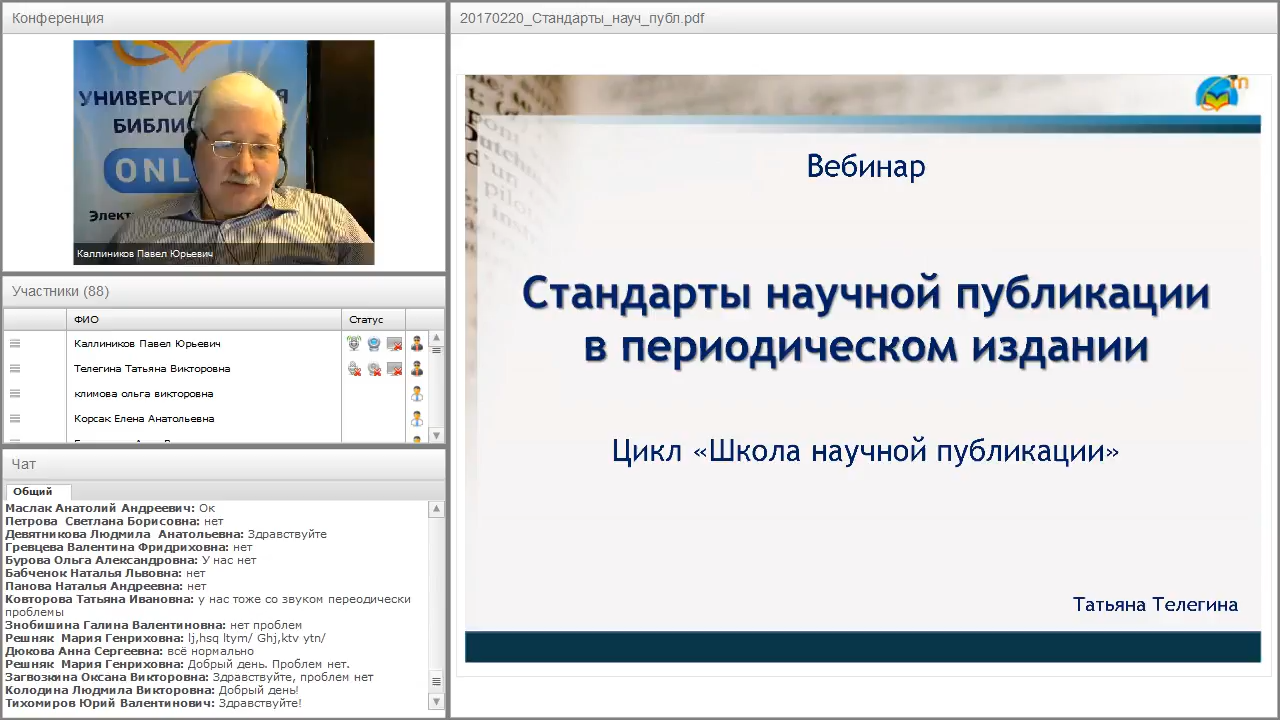 Конференция
УНИВЕРСИТ
БИБЛИ
ONL
Элект
Каллиников Павел Юрьевич
Участники (88)
ФИО
Статус
Каллиников Павел Юрьевич
Телегина Татьяна Викторовна
климова ольга викторовна
Корсак Елена Анатольевна
Чат
Общий
Маслак Анатолий Андреевич: Ок
Петрова Светлана Борисовна: нет
Девятникова Людмила Анатольевна: Здравствуйте
Гревцева Валентина Фридриховна: нет
Бурова Ольга Александровна: У нас нет
Бабченок Наталья Львовна: нет
Панова Наталья Андреевна: нет
Ковторова Татьяна Ивановна: у нас тоже со звуком переодически
проблемы
Знобишина Галина Валентиновна: нет проблем
Решняк Мария Генриховна: lj,hsq ltym/ Ghj,ktv ytn/
Дюкова Анна Сергеевна: всё нормально
Решняк Мария Генриховна: Добрый день. Проблем нет.
Загвозкина Оксана Викторовна: Здравствуйте, проблем нет
Колодина Людмила Викторовна: Добрый день!
Тихомиров Юрий Валентинович: Здравствуйте!
20170220_Стандарты_науч_публ.pdf
Вебинар
Стандарты научной публикации
в периодическом издании
Цикл «Школа научной публикации»
Татьяна Телегина